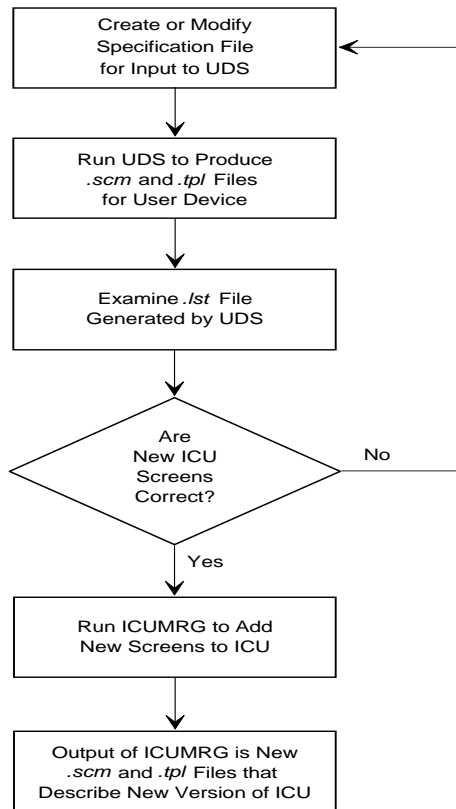 Create or Modify
Specification File
for Input to UDS
Run UDS to Produce
.scm and .tpl Files
for User Device
Examine .lst File
Generated by UDS
Are
New ICU
Screens
Correct?
No
Yes
Run ICUMRG to Add
New Screens to ICU
Output of ICUMRG is New
.scm and .tpl Files that
Describe New Version of ICU